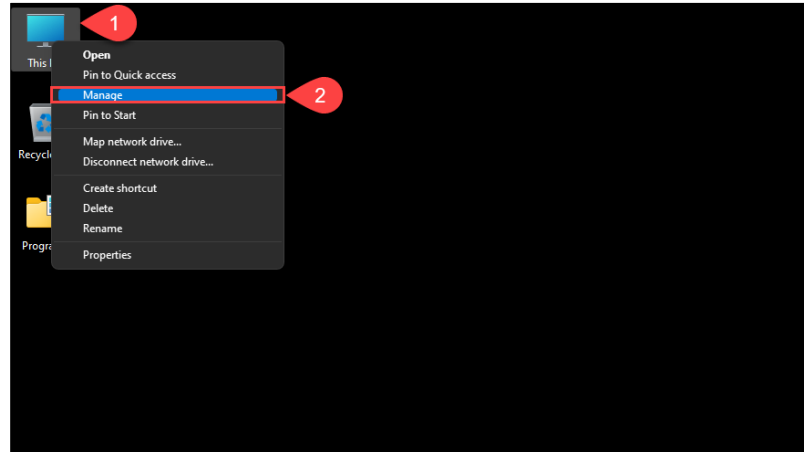 1
This
Open
Pin to Quick access
Manage
2
Pin to Start
Map network drive...
Recycl
Disconnect network drive...
Create shortcut
Delete
Rename
Progra
Properties